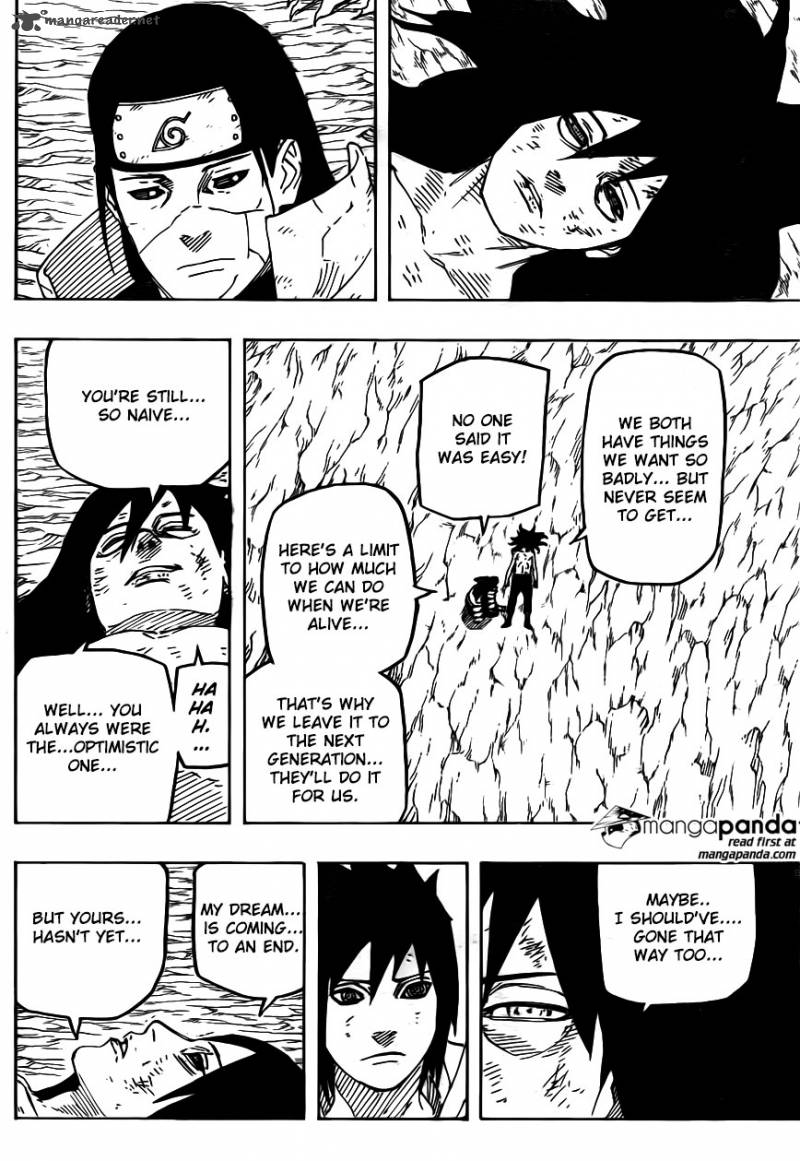 mangareader.net
WE BOTH
HAVE THINGS
WE WANT SO
BADLY... BUT
NEVER SEEM
TO GET...
NO ONE
SAID IT
WAS EASY!
HERE'S A LIMIT
TO HOW MUCH
WE CAN DO
WHEN WE'RE
ALIVE...
THAT'S WHY
WE LEAVE IT TO
THE NEXT
GENERATION...
THEY'LL DO IT
FOR US.
YOU'RE STILL...
SO NAIVE...
HA
HA
H.
...
WELL... YOU
ALWAYS WERE
THE...OPTIMISTIC
ONE...
mangapanda
read first at
mangapanda.com
MAYBE..
I SHOULD'VE....
GONE THAT
WAY TOO...
MY DREAM...
IS COMING...
TO AN END.
BUT YOURS...
HASN'T YET...